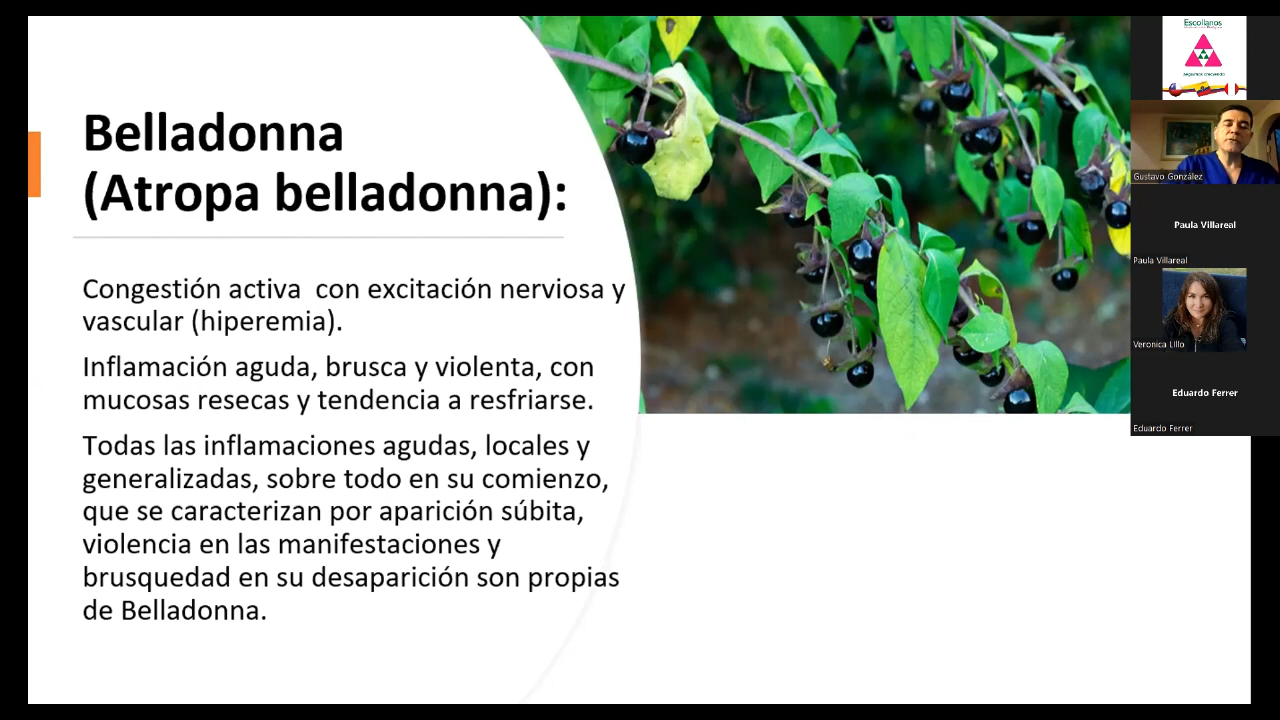 Belladonna
(Atropa belladonna):
Congestión activa  con excitación nerviosa y
vascular (hiperemia).
Inflamación aguda, brusca y violenta, con
mucosas resecas y tendencia a resfriarse.
Todas las inflamaciones agudas, locales y
generalizadas, sobre todo en su comienzo,
que se caracterizan por aparición súbita,
violencia en las manifestaciones y
brusquedad en su desaparición son propias
de Belladonna.
Escollanos
Gustavo González
Paula Villareal
Paula Villareal
Veronica LIllo
Eduardo Ferrer
Eduardo Ferrer